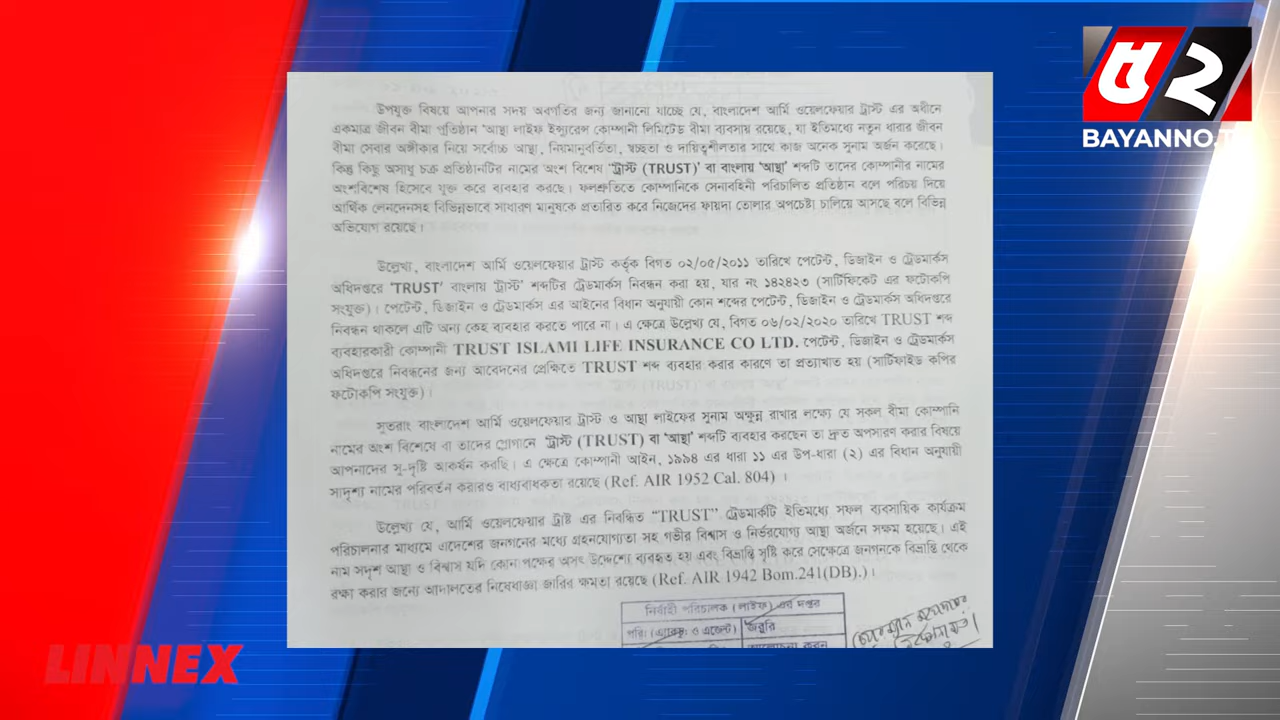 ৫২
BAYANNO.T
উপযুক্ত বিষয়ে আপনার সদয় অবগতির জন্য জানানো যাচ্ছে যে, বাংলাদেশ আর্মি ওয়েলফেয়ার ট্রাস্ট এর অধীনে
একমাত্র জীবন বীমা প্রতিষ্ঠান 'আস্থা লাইফ ইন্স্যুরেন্স কোম্পানী লিমিটেড বীমা ব্যবসায় রয়েছে, যা ইতিমধ্যে নতুন ধারার জীবন
বীমা সেবার অঙ্গীকার নিয়ে সর্বোচ্চ আস্থা, নিয়মানুবর্তিতা, স্বচ্ছতা ও দায়িত্বশীলতার সাথে কাজ অনেক সুনাম অর্জন করেছে।
কিন্তু কিছু অসাধু চক্র প্রতিষ্ঠানটির নামের অংশ বিশেষ 'ট্রাস্ট (TRUST)' বা বাংলায় 'আস্থা' শব্দটি তাদের কোম্পানীর নামের
অংশবিশেষ হিসেবে যুক্ত করে ব্যবহার করছে। ফলশ্রুতিতে কোম্পানিকে সেনাবহিনী পরিচালিত প্রতিষ্ঠান বলে পরিচয় দিয়ে
আর্থিক লেনদেনসহ বিভিন্নভাবে সাধারণ মানুষকে প্রতারিত করে নিজেদের ফায়দা তোলার অপচেষ্টা চালিয়ে আসছে বলে বিভিন্ন
অভিযোগ রয়েছে।
উল্লেখ্য, বাংলাদেশ আর্মি ওয়েলফেয়ার ট্রাস্ট কর্তৃক বিগত ০২/০৫/২০১১ তারিখে পেটেন্ট, ডিজাইন ও ট্রেডমার্কস
অধিদপ্তরে 'TRUST' বাংলায় 'ট্রাস্ট' শব্দটির ট্রেডমার্কস নিবন্ধন করা হয়, যার নং ১৪২৪২৩ (সার্টিফিকেট এর ফটোকপি
সংযুক্ত)। পেটেন্ট, ডিজাইন ও ট্রেডমার্কস এর আইনের বিধান অনুযায়ী কোন শব্দের পেটেন্ট, ডিজাইন ও ট্রেডমার্কস অধিদপ্তরে
নিবন্ধন থাকলে এটি অন্য কেহ ব্যবহার করতে পারে না। এ ক্ষেত্রে উল্লেখ্য যে, বিগত ০৬/০২/২০২০ তারিখে TRUST শব্দ
ব্যবহারকারী কোম্পানী TRUST ISLAMI LIFE INSURANCE CO LTD. পেটেন্ট, ডিজাইন ও ট্রেডমার্কস
অধিদপ্তরে নিবন্ধনের জন্য আবেদনের প্রেক্ষিতে TRUST শব্দ ব্যবহার করার কারণে তা প্রত্যাখাত হয় (সার্টিফাইড কপির
ফটোকপি সংযুক্ত)।
সুতরাং বাংলাদেশ আর্মি ওয়েলফেয়ার ট্রাস্ট ও আস্থা লাইফের সুনাম অক্ষুন্ন রাখার লক্ষ্যে যে সকল বীমা কোম্পানি
নামের অংশ বিশেষে বা তাদের স্লোগানে 'ট্রাস্ট (TRUST) বা 'আস্থা' শব্দটি ব্যবহার করছেন তা দ্রুত অপসারণ করার বিষয়ে
আপনাদের সু-দৃষ্টি আকর্ষন করছি। এ ক্ষেত্রে কোম্পানী আইন, ১৯৯৪ এর ধারা ১১ এর উপ-ধারা (২) এর বিধান অনুযায়ী
সাদৃশ্য নামের পরিবর্তন করারও বাধ্যবাধকতা রয়েছে (Ref. AIR 1952 Cal. 804) ।
উল্লেখ্য যে, আর্মি ওয়েলফেয়ার ট্রাষ্ট এর নিবন্ধিত "TRUST" ট্রেডমার্কটি ইতিমধ্যে সফল ব্যবসায়িক কার্যক্রম
পরিচালনার মাধ্যমে এদেশের জনগনের মধ্যে গ্রহনযোগ্যতা সহ গভীর বিশ্বাস ও নির্ভরযোগ্য আস্থা অর্জনে সক্ষম হয়েছে। এই
নাম সদৃশ আস্থা ও বিশ্বাস যদি কোন পক্ষের অসৎ উদ্দেশ্যে ব্যবহৃত হয় এবং বিভ্রান্তি সৃষ্টি করে সেক্ষেত্রে জনগনকে বিভ্রান্তি থেকে
রক্ষা করার জন্যে আদালতের নিষেধাজ্ঞা জারির ক্ষমতা রয়েছে (Ref. AIR 1942 Bom.241(DB).)।
নির্বাহী পরিচালক (লাইফ) এর দপ্তর
পরিঃ (এ্যাকচুঃ ও এজেন্ট) জরুরি
আলোচনা করুন
LINNEX